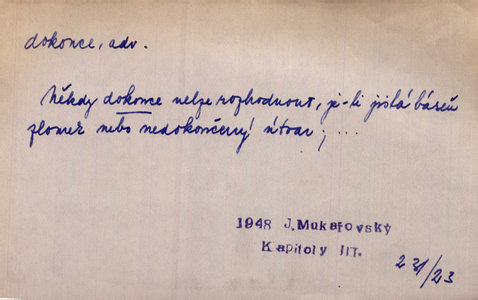 dokonce, adv.
Někdy dokonce nelze rozhodnout, je-li jistá báseň
zlomek nebo nedokončený útvar; ...
1948 J.Mukařovský
Kapitoly III.
231/23